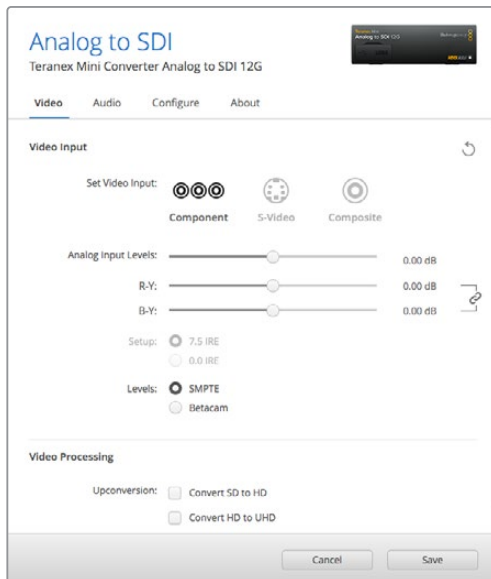 Analog to SDI
Teranex Mini Converter Analog to SDI 12G
Video Audio Configure About
Video Input
Set Video Input:
Component S-Video Composite
Analog Input Levels: 0.00 dB
R-Y: 0.00 dB
B-Y: 0.00 dB
Setup: 7.5 IRE
0.0 IRE
Levels: SMPTE
Betacam
Video Processing
Upconversion: Convert SD to HD
Convert HD to UHD
Cancel Save